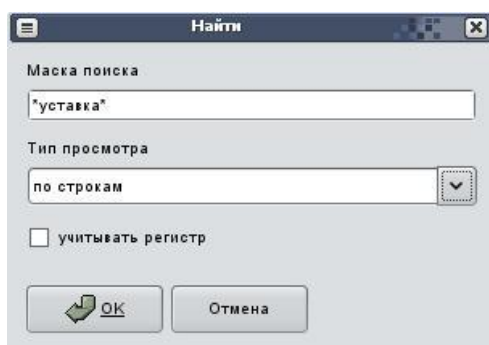 Найти
Маска поиска
*уставка*
Тип просмотра
по строкам
учитывать регистр
OK
Отмена